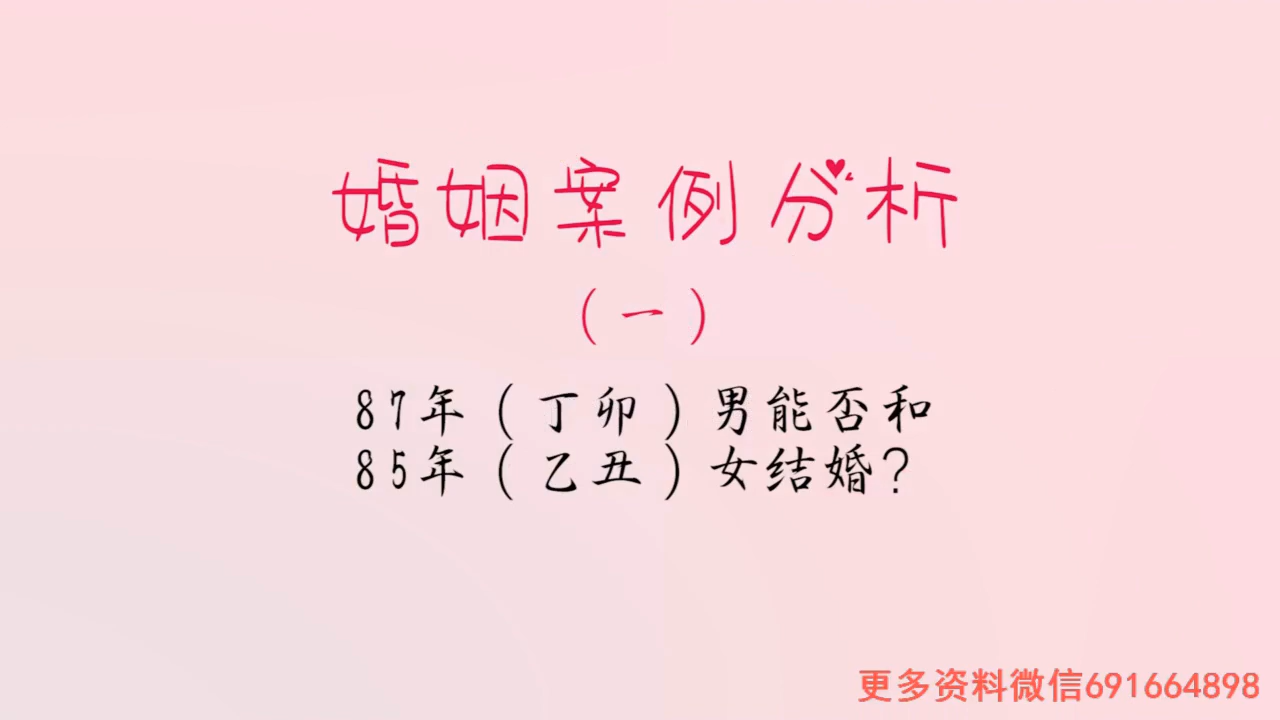 婚姻案例分析
（一）
87年（丁卯）男能否和
85年（乙丑）女结婚？
更多资料微信691664898